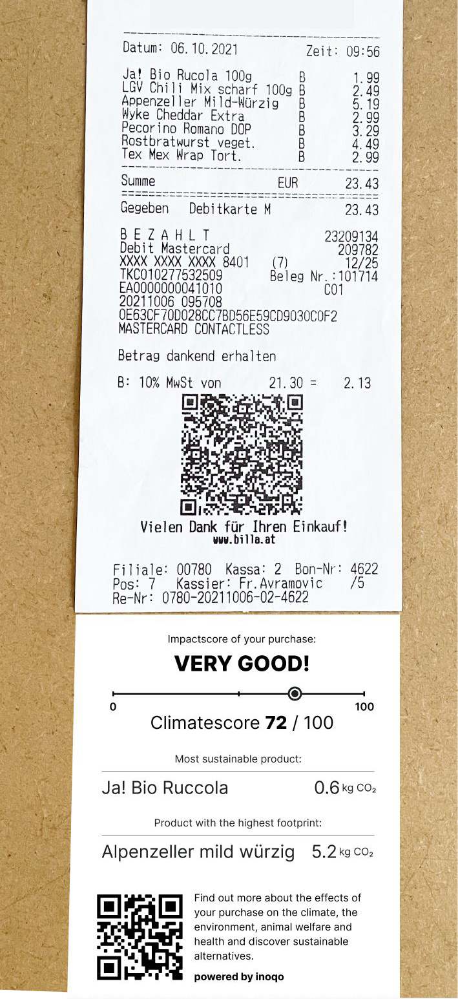 Datum: 06.10.2021 Zeit: 09:56
Ja! Bio Rucola 100g B 1.99
LGV Chili Mix scharf 100g B 2.49
Appenzeller Mild-Würzig B 5.19
Wyke Cheddar Extra B 2.99
Pecorino Romano DOP B 3.29
Rostbratwurst veget. B 4.49
Tex Mex Wrap Tort. B 2.99
Summe EUR 23.43
Gegeben Debitkarte M 23.43
B E Z A H L T 23209134
Debit Mastercard 209782
XXXX XXXX XXXX 8401 (7) 12/25
TKC010277532509 Beleg Nr.:101714
EA0000000041010 C01
20211006 095708
0E63CF70D028CC7BD56E59CD9030C0F2
MASTERCARD CONTACTLESS
Betrag dankend erhalten
B: 10% MwSt von 21.30 = 2.13
Vielen Dank für Ihren Einkauf!
www.billa.at
Filiale: 00780 Kassa: 2 Bon-Nr: 4622
Pos: 7 Kassier: Fr.Avramovic /5
Re-Nr: 0780-20211006-02-4622
Impactscore of your purchase:
VERY GOOD!
0 100
Climatescore 72 / 100
Most sustainable product:
Ja! Bio Ruccola 0.6 kg CO₂
Product with the highest footprint:
Alpenzeller mild würzig 5.2 kg CO₂
Find out more about the effects of
your purchase on the climate, the
environment, animal welfare and
health and discover sustainable
alternatives.
powered by inoqo